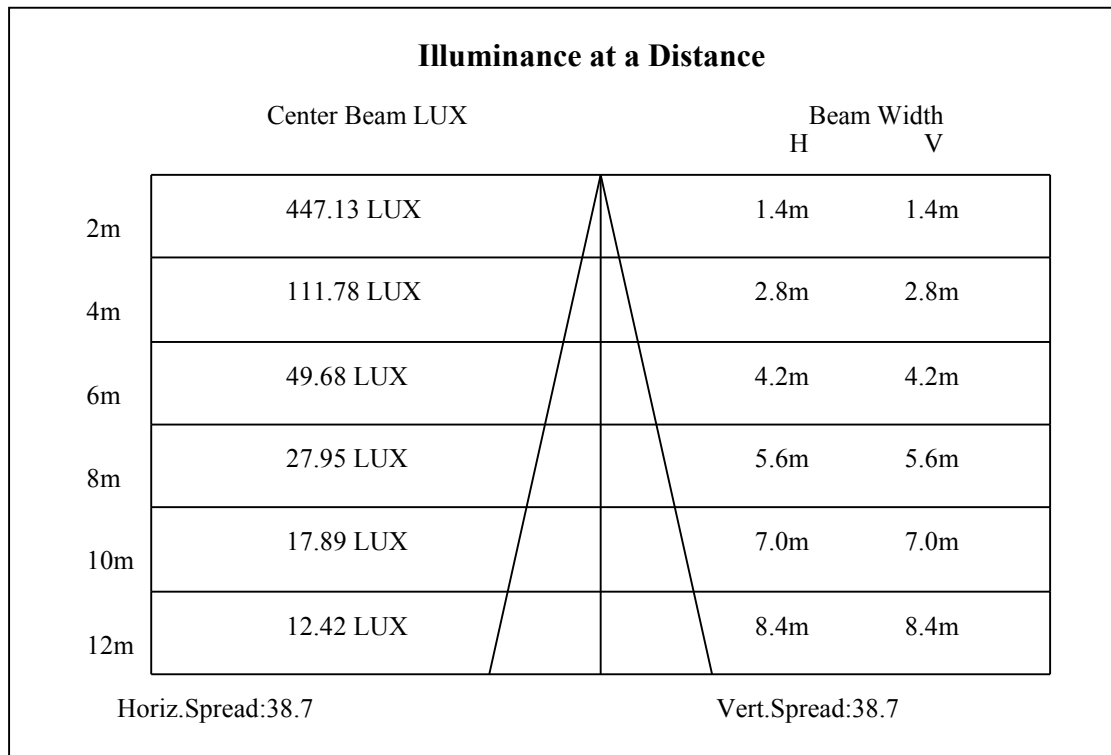 Illuminance at a Distance
Center Beam LUX Beam Width
H V
2m 447.13 LUX 1.4m 1.4m
4m 111.78 LUX 2.8m 2.8m
6m 49.68 LUX 4.2m 4.2m
8m 27.95 LUX 5.6m 5.6m
10m 17.89 LUX 7.0m 7.0m
12m 12.42 LUX 8.4m 8.4m
Horiz.Spread:38.7 Vert.Spread:38.7